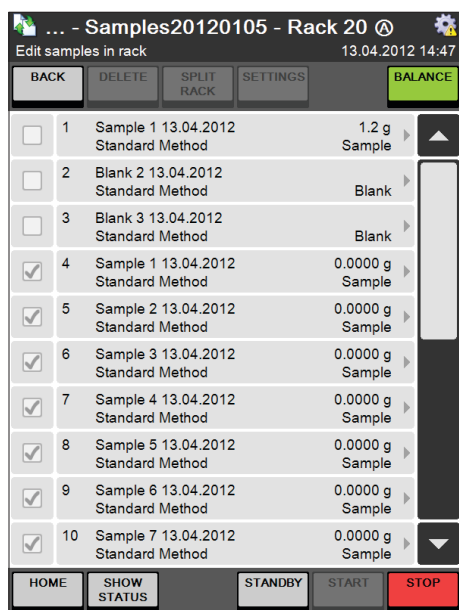 ... - Samples20120105 - Rack 20 Ⓐ
Edit samples in rack 13.04.2012 14:47
BACK DELETE SPLIT RACK SETTINGS BALANCE
1 Sample 1 13.04.2012 1.2 g
Standard Method Sample
2 Blank 2 13.04.2012
Standard Method Blank
3 Blank 3 13.04.2012
Standard Method Blank
4 Sample 1 13.04.2012 0.0000 g
Standard Method Sample
5 Sample 2 13.04.2012 0.0000 g
Standard Method Sample
6 Sample 3 13.04.2012 0.0000 g
Standard Method Sample
7 Sample 4 13.04.2012 0.0000 g
Standard Method Sample
8 Sample 5 13.04.2012 0.0000 g
Standard Method Sample
9 Sample 6 13.04.2012 0.0000 g
Standard Method Sample
10 Sample 7 13.04.2012 0.0000 g
Standard Method Sample
HOME SHOW STATUS STANDBY START STOP